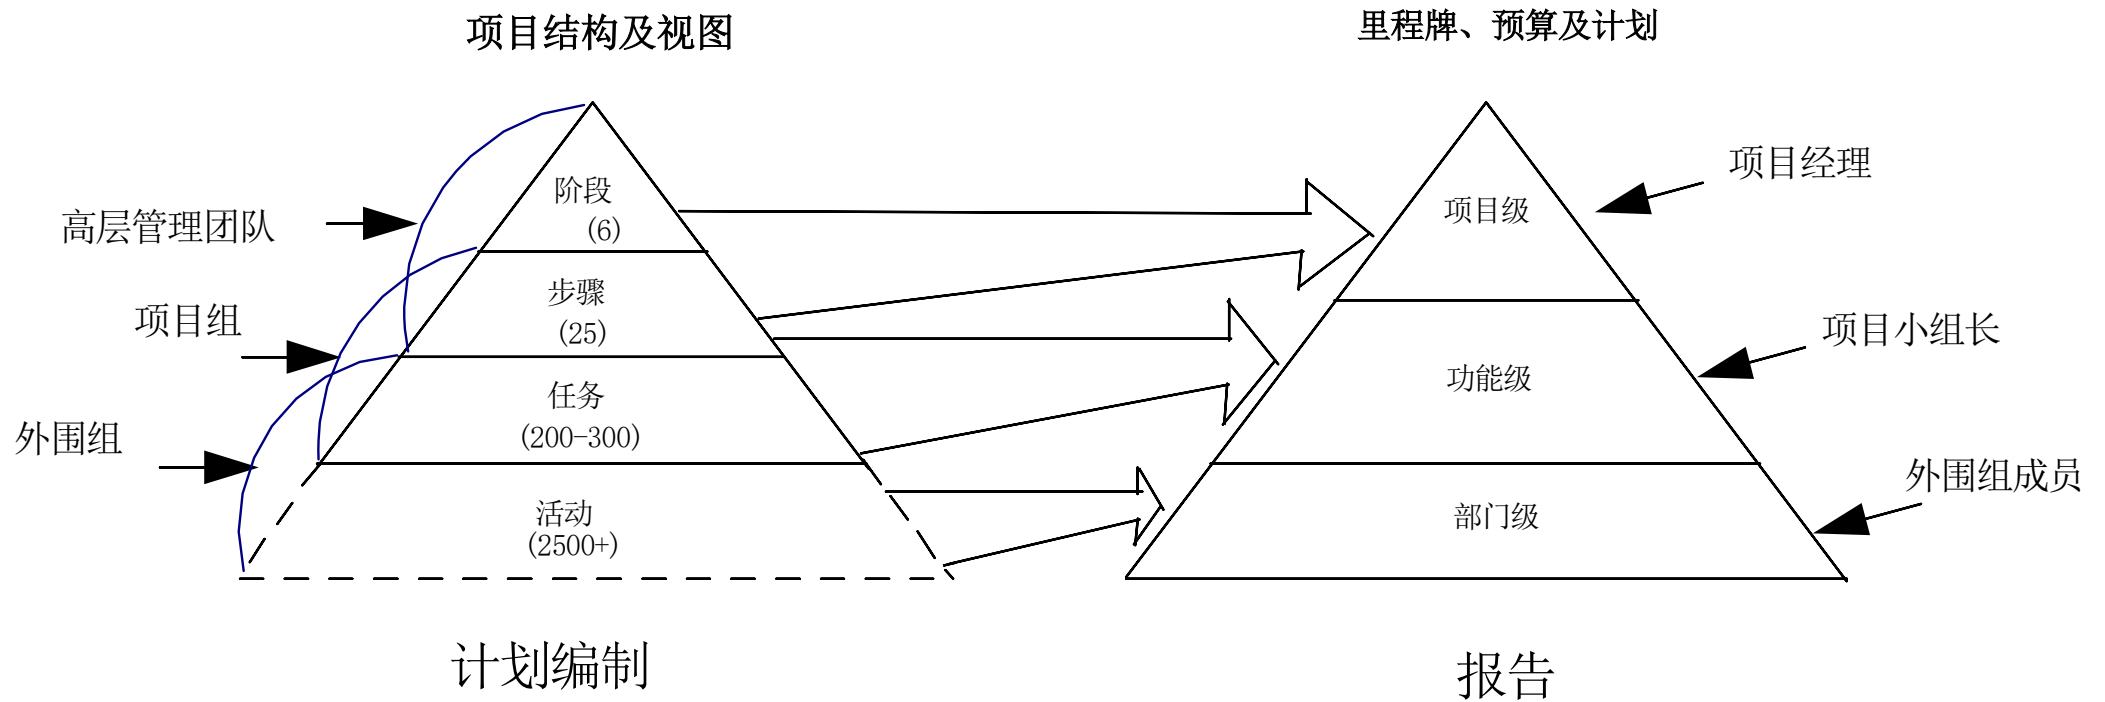 项目结构及视图
里程牌、预算及计划
高层管理团队
项目组
外围组
阶段
(6)
步骤
(25)
任务
(200-300)
活动
(2500+)
计划编制
项目级
功能级
部门级
项目经理
项目小组长
外围组成员
报告